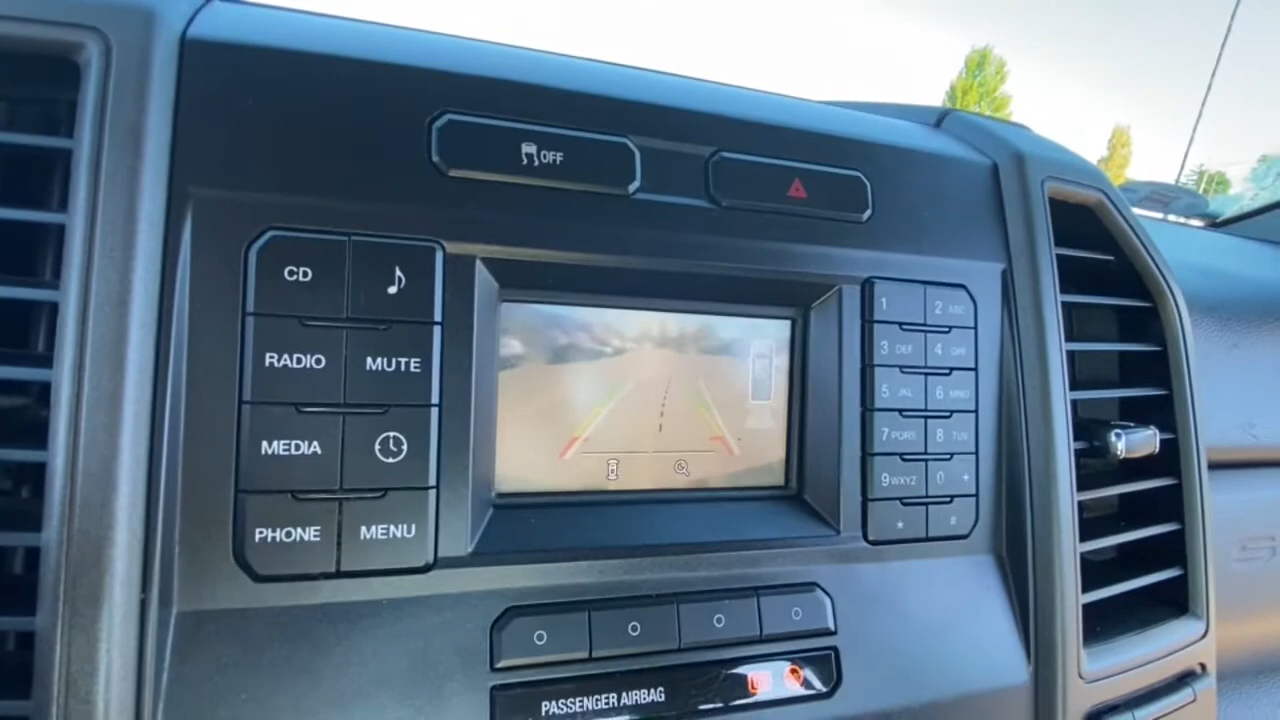 OFF
CD
RADIO
MUTE
MEDIA
PHONE
MENU
1
2 ABC
3 DEF
4 GHI
5 JKL
6 MNO
7 PQRS
8 TUV
9 WXYZ
0 +
*
#
PASSENGER AIRBAG